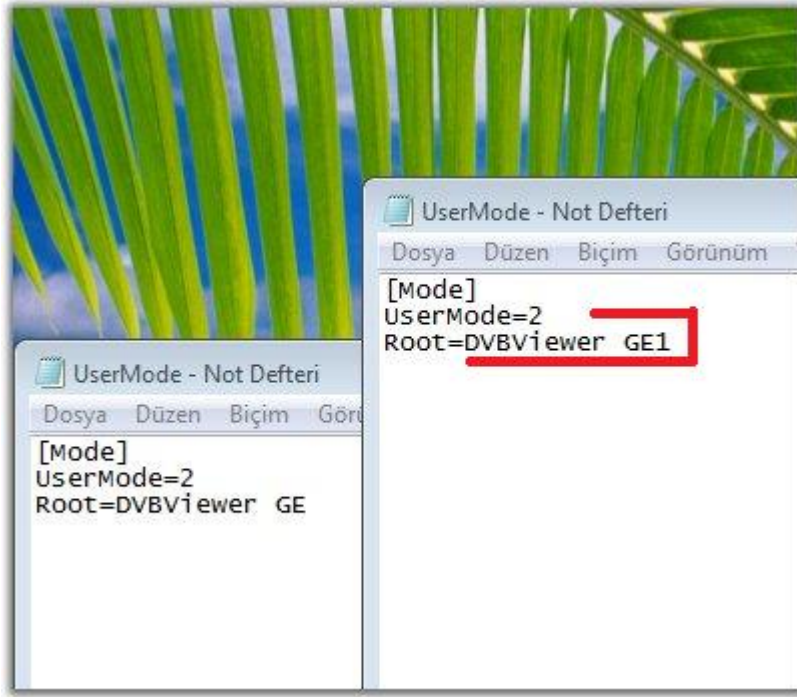 UserMode - Not Defteri
Dosya Düzen Biçim Görünüm
[Mode]
UserMode=2
Root=DVBViewer GE1
UserMode - Not Defteri
Dosya Düzen Biçim Görü
[Mode]
UserMode=2
Root=DVBViewer GE